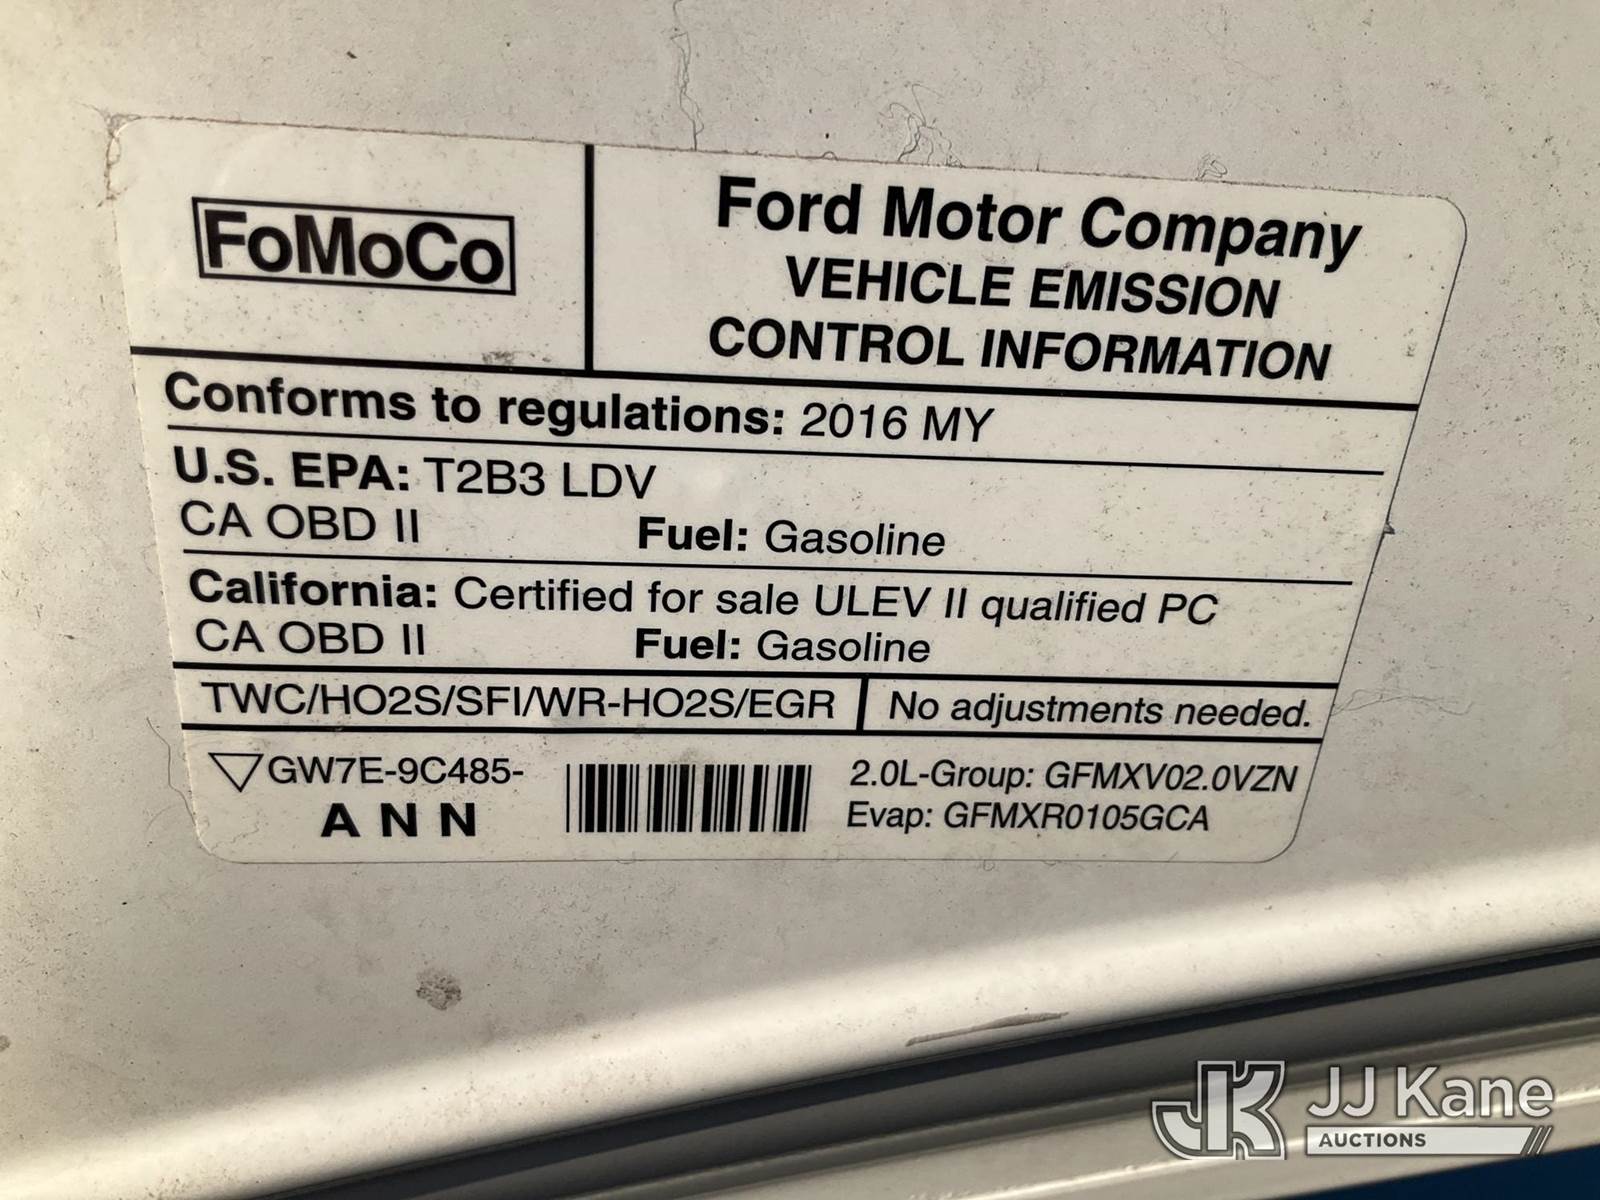 FoMoCo
Ford Motor Company
VEHICLE EMISSION
CONTROL INFORMATION
Conforms to regulations: 2016 MY
U.S. EPA: T2B3 LDV
CA OBD II Fuel: Gasoline
California: Certified for sale ULEV II qualified PC
CA OBD II Fuel: Gasoline
TWC/HO2S/SFI/WR-HO2S/EGR No adjustments needed.
GW7E-9C485-
A N N
2.0L-Group: GFMXV02.0VZN
Evap: GFMXR0105GCA
JK JJ Kane
AUCTIONS